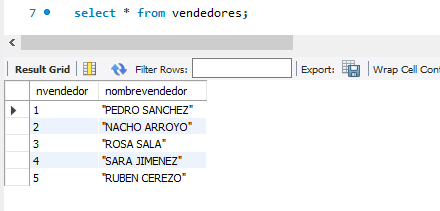 7 select * from vendedores;
Result Grid Filter Rows: Export: Wrap Cell Cont
nvendedor nombrevendedor
1 "PEDRO SANCHEZ"
2 "NACHO ARROYO"
3 "ROSA SALA"
4 "SARA JIMENEZ"
5 "RUBEN CEREZO"